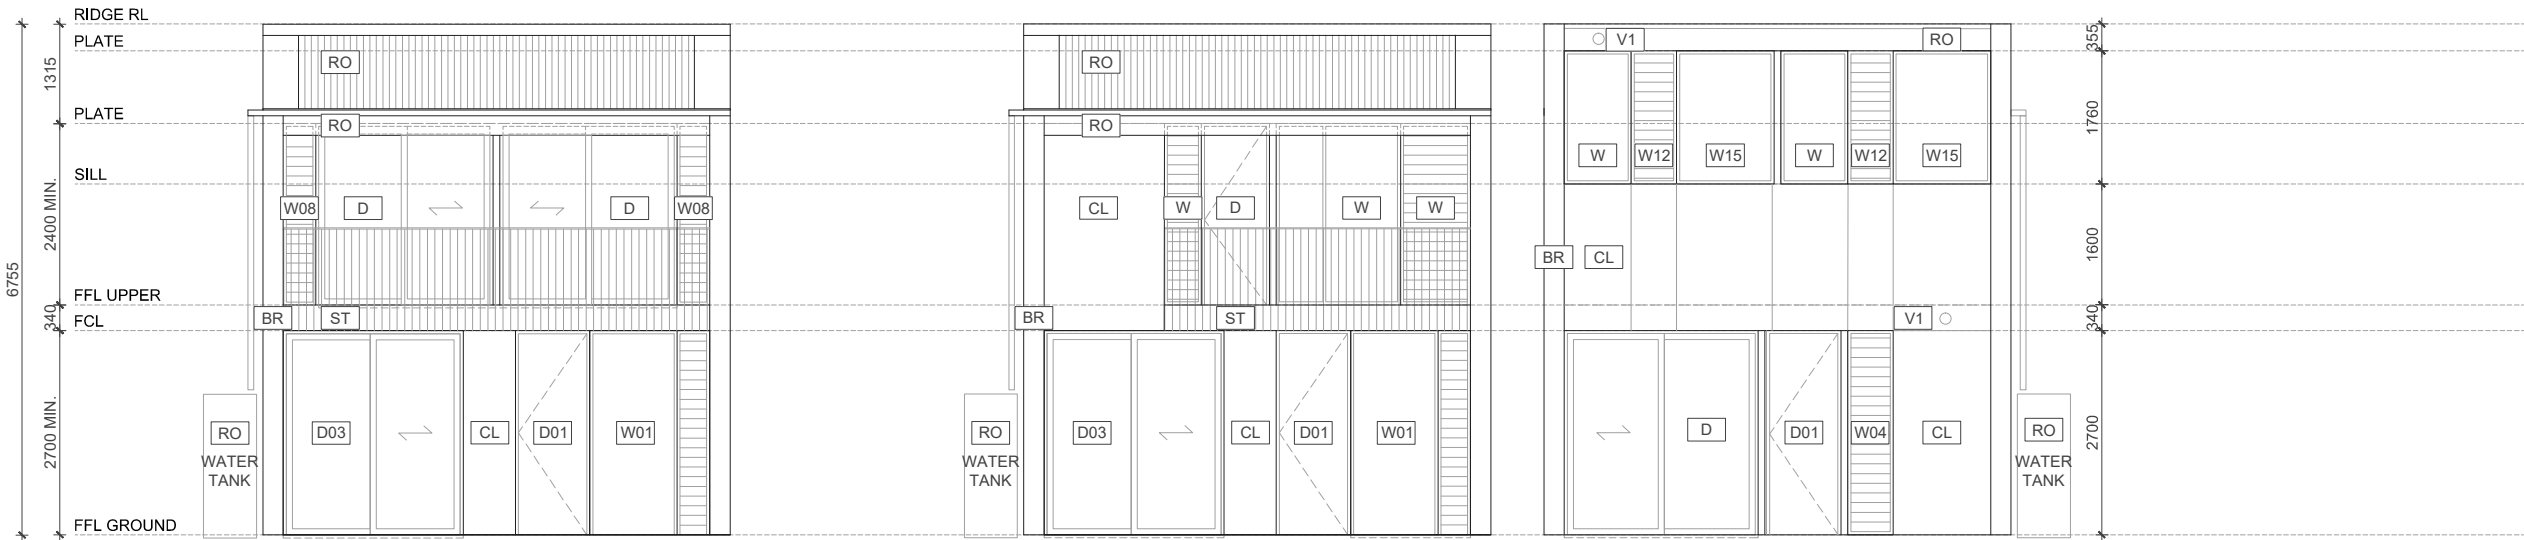 RIDGE RL
PLATE
PLATE
SILL
FFL UPPER
FCL
FFL GROUND
6755
1315
2400 MIN.
340
2700 MIN.
RO
RO
W08
D
D
W08
BR
ST
RO
WATER
TANK
D03
CL
D01
W01
RO
RO
CL
W
D
W
W
BR
ST
RO
WATER
TANK
D03
CL
D01
W01
V1
RO
W
W12
W15
W
W12
W15
BR
CL
V1
D
D01
W04
CL
RO
WATER
TANK
355
1760
1600
340
2700